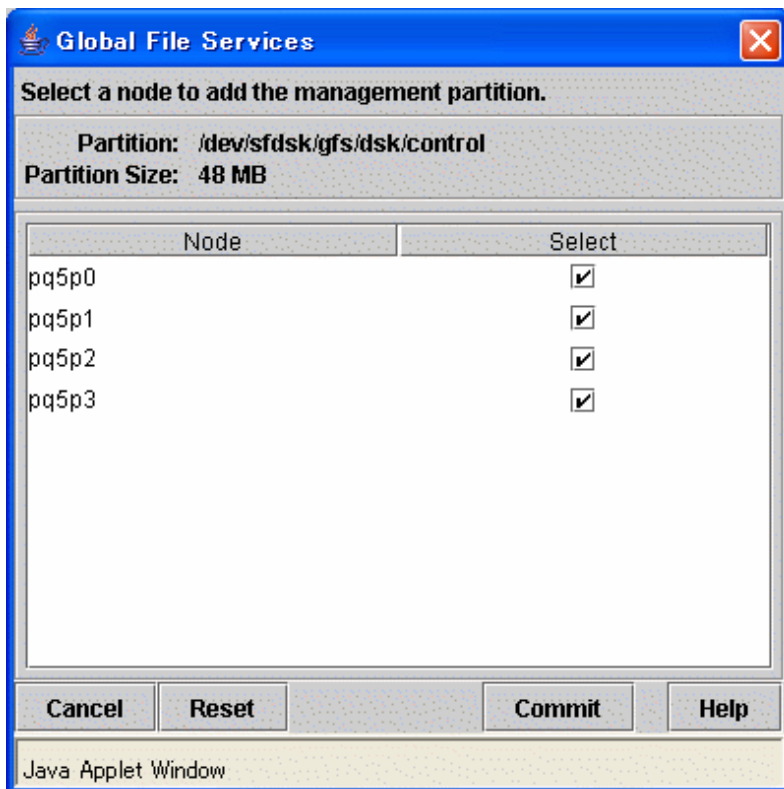 Global File Services
Select a node to add the management partition.
Partition: /dev/sfdsk/gfs/dsk/control
Partition Size: 48 MB
Node Select
pq5p0
pq5p1
pq5p2
pq5p3
Cancel Reset Commit Help
Java Applet Window